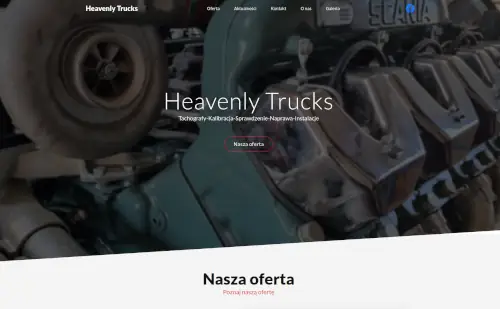 Heavenly Trucks
Oferta Aktualności Kontakt O nas Galeria
SCANIA
Heavenly Trucks
Tachografy-Kalibracja-Sprawdzenie-Naprawa-Instalacje
Nasza oferta
Nasza oferta
Poznaj naszą ofertę